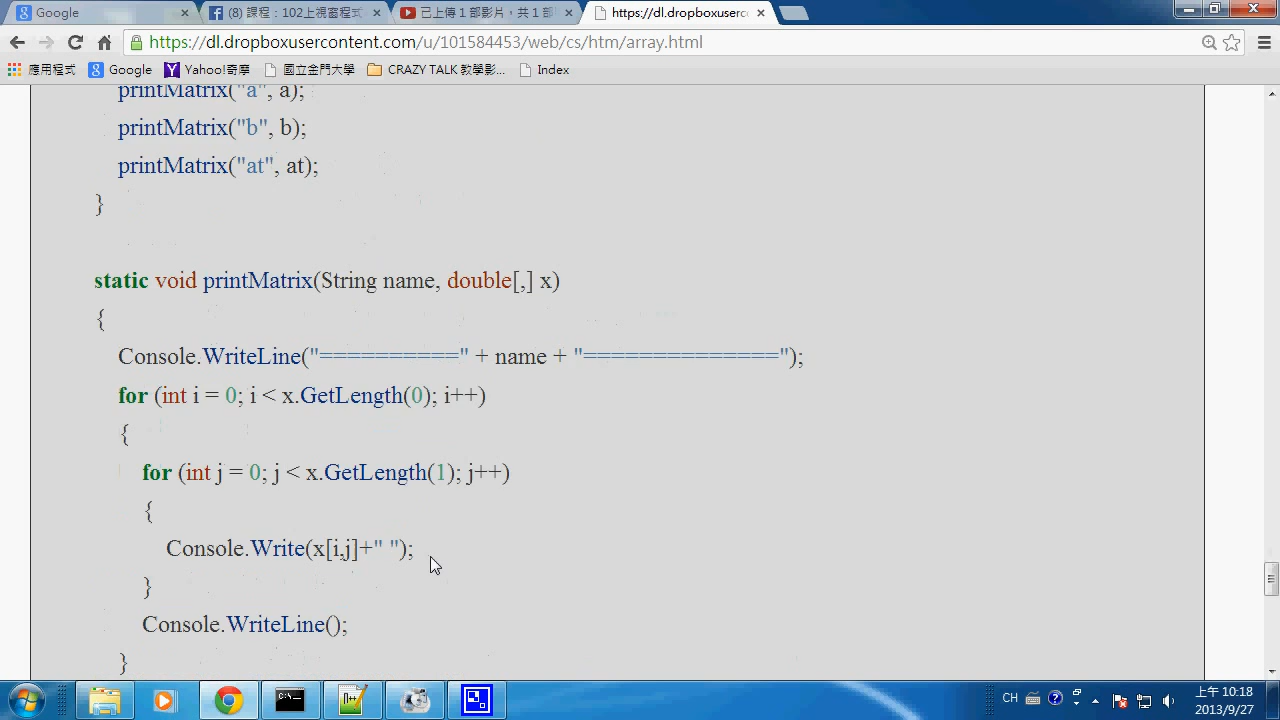 Google
(8) 課程：102上視窗程式
已上傳 1 部影片，共 1 部
https://dl.dropboxuserc
https://dl.dropboxusercontent.com/u/101584453/web/cs/htm/array.html
應用程式 Google Yahoo!奇摩 國立金門大學 CRAZY TALK 教學影... Index
printMatrix("a", a);
printMatrix("b", b);
printMatrix("at", at);
}
static void printMatrix(String name, double[,] x)
{
Console.WriteLine("==========" + name + "==============");
for (int i = 0; i < x.GetLength(0); i++)
{
for (int j = 0; j < x.GetLength(1); j++)
{
Console.Write(x[i,j]+" ");
}
Console.WriteLine();
}
CH
上午 10:18
2013/9/27